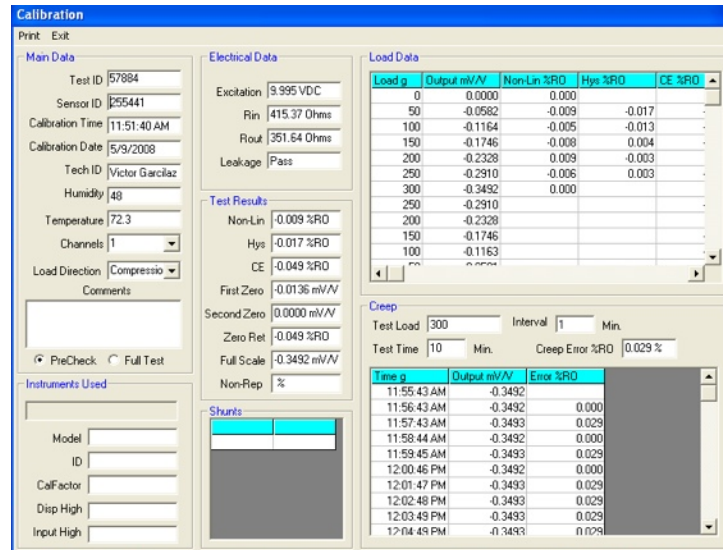 Calibration
Print Exit
Main Data
Test ID 57884
Sensor ID 255441
Calibration Time 11:51:40 AM
Calibration Date 5/9/2008
Tech ID Victor Garcilaz
Humidity 48
Temperature 72.3
Channels 1
Load Direction Compressio
Comments
PreCheck Full Test
Instruments Used
Model
ID
CalFactor
Disp High
Input High
Electrical Data
Excitation 9.995 VDC
Rin 415.37 Ohms
Rout 351.64 Ohms
Leakage Pass
Test Results
Non-Lin -0.009 %RO
Hys -0.017 %RO
CE -0.049 %RO
First Zero -0.0136 mV/V
Second Zero 0.0000 mV/V
Zero Ret -0.049 %RO
Full Scale -0.3492 mV/V
Non-Rep %
Shunts
Load Data
Load g Output mV/V Non-Lin %RO Hys %RO CE %RO
0 0.0000 0.000
50 -0.0582 -0.009 -0.017 -
100 -0.1164 -0.005 -0.013
150 -0.1746 -0.008 0.004 -
200 -0.2328 0.009 -0.003
250 -0.2910 -0.006 0.003 -
300 -0.3492 0.000
250 -0.2910 -
200 -0.2328
150 -0.1746 -
100 -0.1163 -
Creep
Test Load 300 Interval 1 Min.
Test Time 10 Min. Creep Error %RO 0.029 %
Time g Output mV/V Error %RO
11:55:43 AM -0.3492
11:56:43 AM -0.3492 0.000
11:57:43 AM -0.3493 0.029
11:58:44 AM -0.3492 0.000
11:59:45 AM -0.3493 0.029
12:00:46 PM -0.3492 0.000
12:01:47 PM -0.3493 0.029
12:02:48 PM -0.3493 0.029
12:03:49 PM -0.3493 0.029
12:04:49 PM -0.3493 0.029